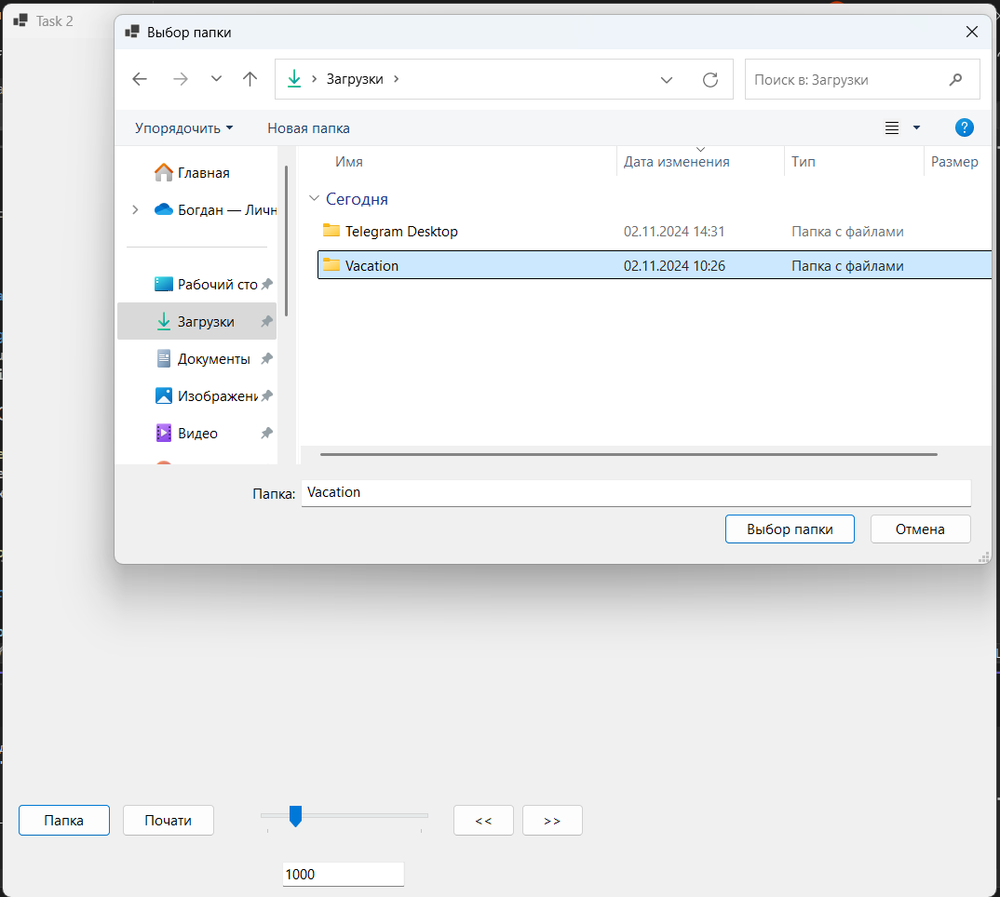 Task 2
Выбор папки
Загрузки
Поиск в: Загрузки
Упорядочить
Новая папка
?
Имя
Дата изменения
Тип
Размер
Главная
Богдан — Личн
Рабочий сто
Загрузки
Документы
Изображени
Видео
Сегодня
Telegram Desktop 02.11.2024 14:31 Папка с файлами
Vacation 02.11.2024 10:26 Папка с файлами
Папка: Vacation
Выбор папки
Отмена
Папка
Почати
<<
>>
1000